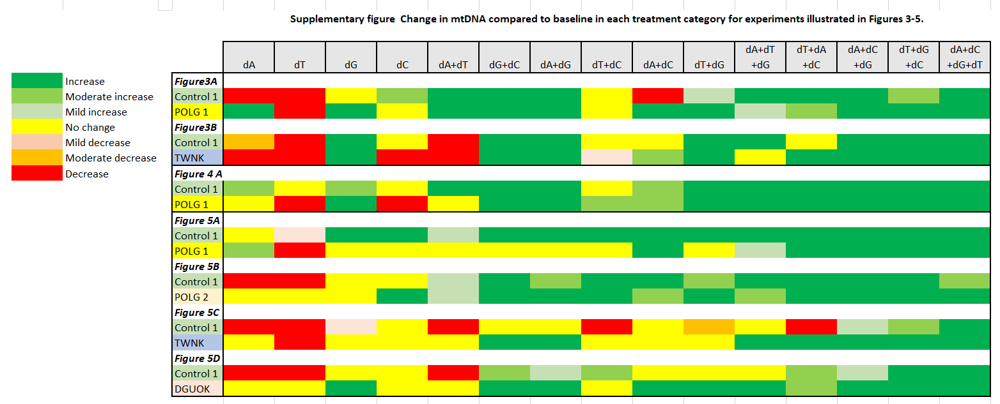 Supplementary figure  Change in mtDNA compared to baseline in each treatment category for experiments illustrated in Figures 3-5.
dA+dT dT+dA dA+dC dT+dG dA+dC
dA dT dG dC dA+dT dG+dC dA+dG dT+dC dA+dC dT+dG +dG +dC +dG +dC +dG+dT
Increase Figure3A
Moderate increase Control 1
Mild increase POLG 1
No change Figure3B
Mild decrease Control 1
Moderate decrease TWNK
Decrease Figure 4 A
Control 1
POLG 1
Figure 5A
Control 1
POLG 1
Figure 5B
Control 1
POLG 2
Figure 5C
Control 1
TWNK
Figure 5D
Control 1
DGUOK